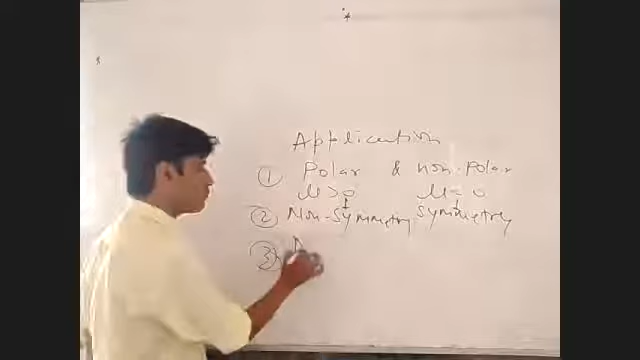 Application
① Polar & non-polar
μ > 0 μ = 0
② Non-Symmetry Symmetry
③